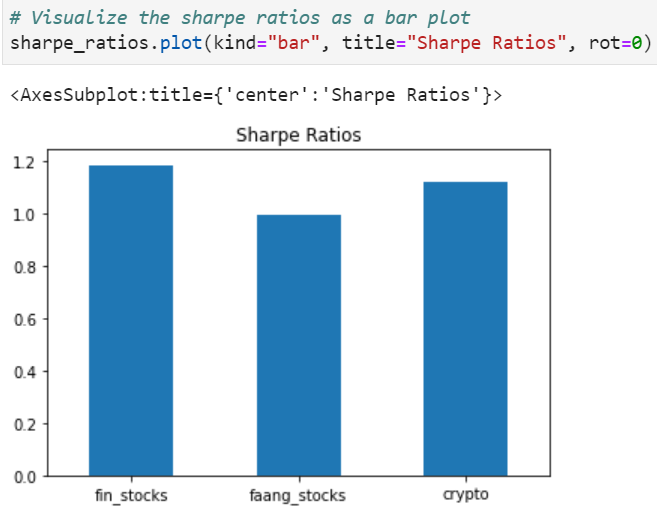 # Visualize the sharpe ratios as a bar plot
sharpe_ratios.plot(kind="bar", title="Sharpe Ratios", rot=0)
<AxesSubplot:title={'center':'Sharpe Ratios'}>
Sharpe Ratios
1.2
1.0
0.8
0.6
0.4
0.2
0.0
fin_stocks faang_stocks crypto